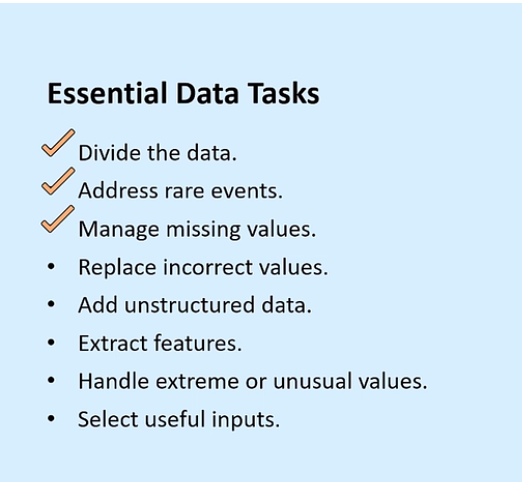 Essential Data Tasks
Divide the data.
Address rare events.
Manage missing values.
• Replace incorrect values.
• Add unstructured data.
• Extract features.
• Handle extreme or unusual values.
• Select useful inputs.